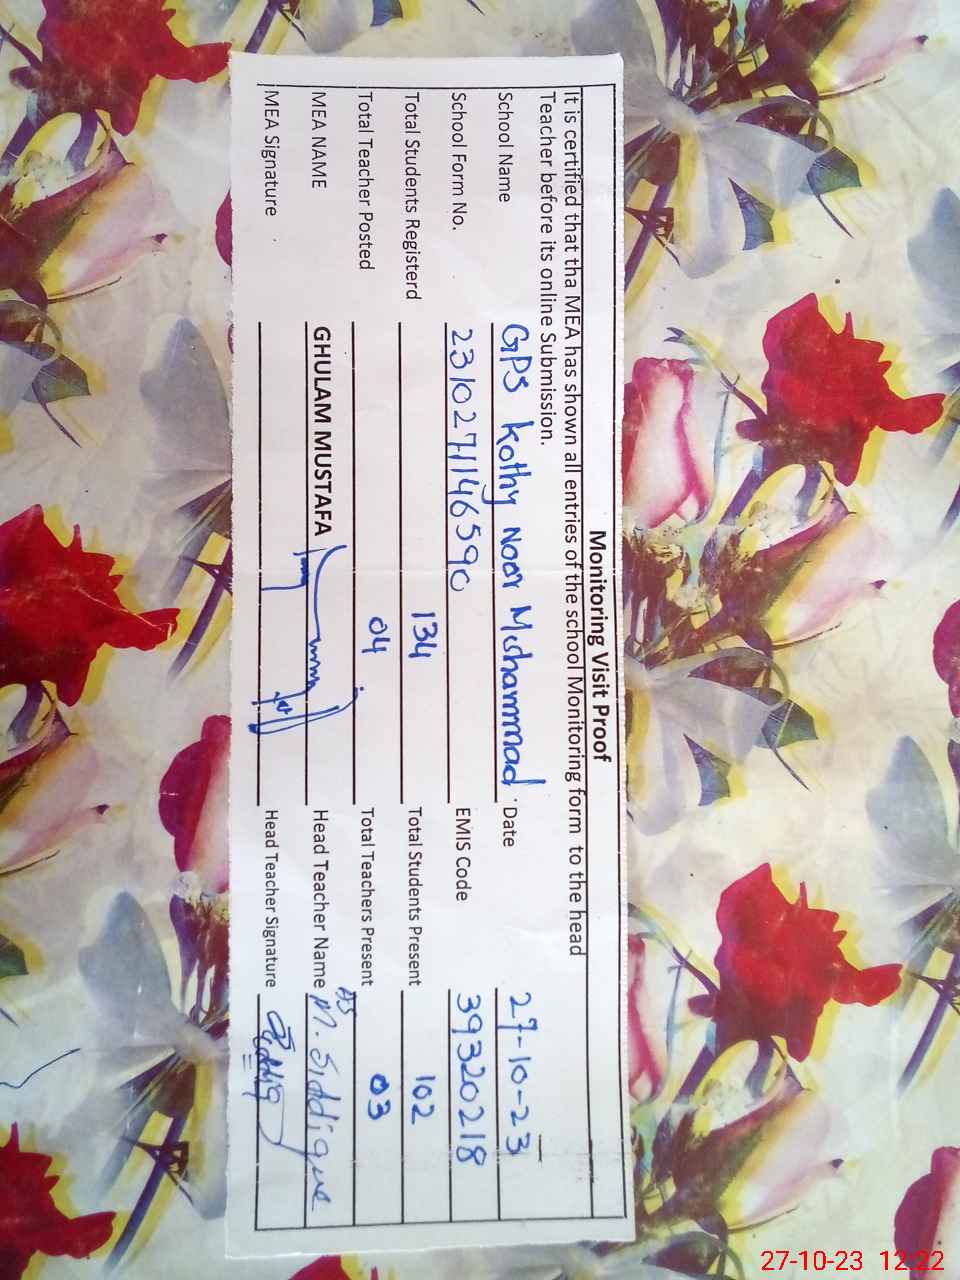 Monitoring Visit Proof
It is certified that tha MEA has shown all entries of the school Monitoring form to the head
Teacher before its online Submission.
School Name GPS Kothy Noor Muhammad Date 27-10-23
School Form No. 2310271146590 EMIS Code 39320218
Total Students Registerd 134 Total Students Present 102
Total Teacher Posted 04 Total Teachers Present 03
MEA NAME GHULAM MUSTAFA Head Teacher Name M. Siddique
MEA Signature Head Teacher Signature
27-10-23 12:22